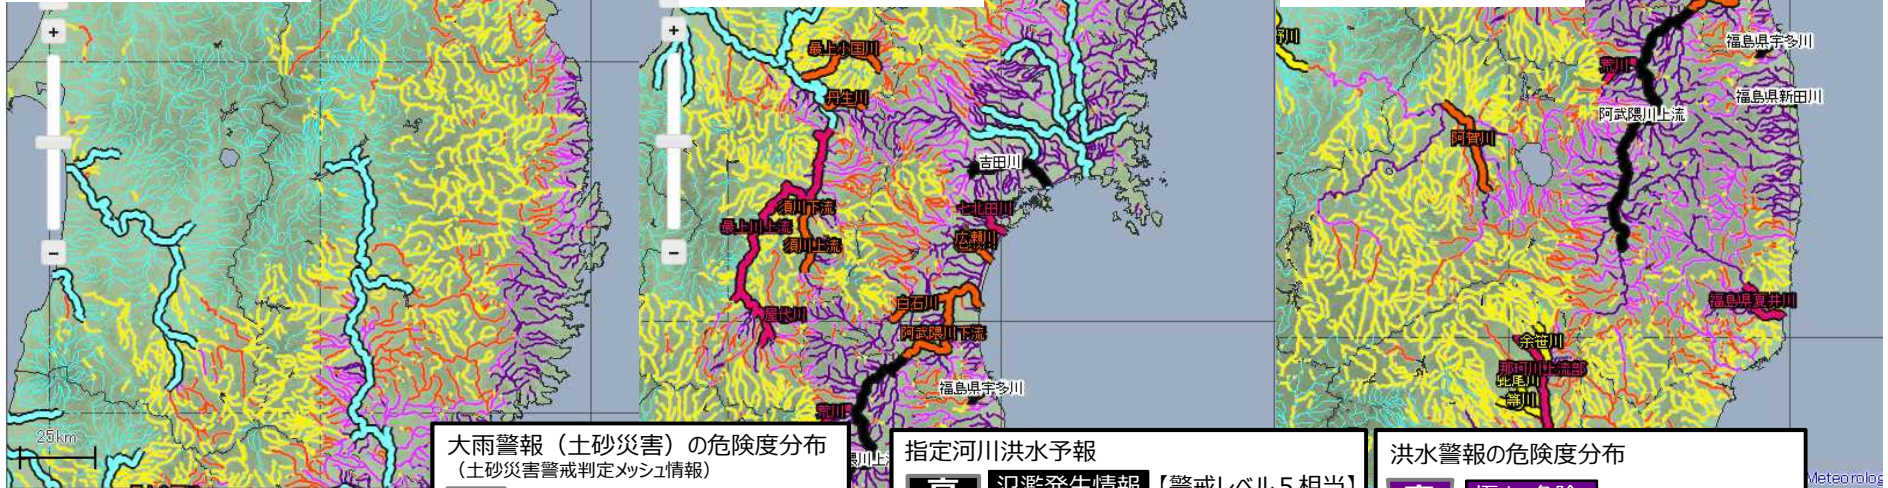 25km
最上小国川
丹生川
吉田川
七北田川
広瀬川
須川下流
最上川上流
須川上流
白石川
屋代川
阿武隈川下流
福島県宇多川
荒川
野川
福島県宇多川
荒川
福島県新田川
阿武隈川上流
阿賀川
福島県夏井川
余笹川
那珂川上流部
蛇尾川
箒川
大雨警報（土砂災害）の危険度分布
（土砂災害警戒判定メッシュ情報）
指定河川洪水予報
氾濫発生情報【警戒レベル５相当】
洪水警報の危険度分布
Meteorolog